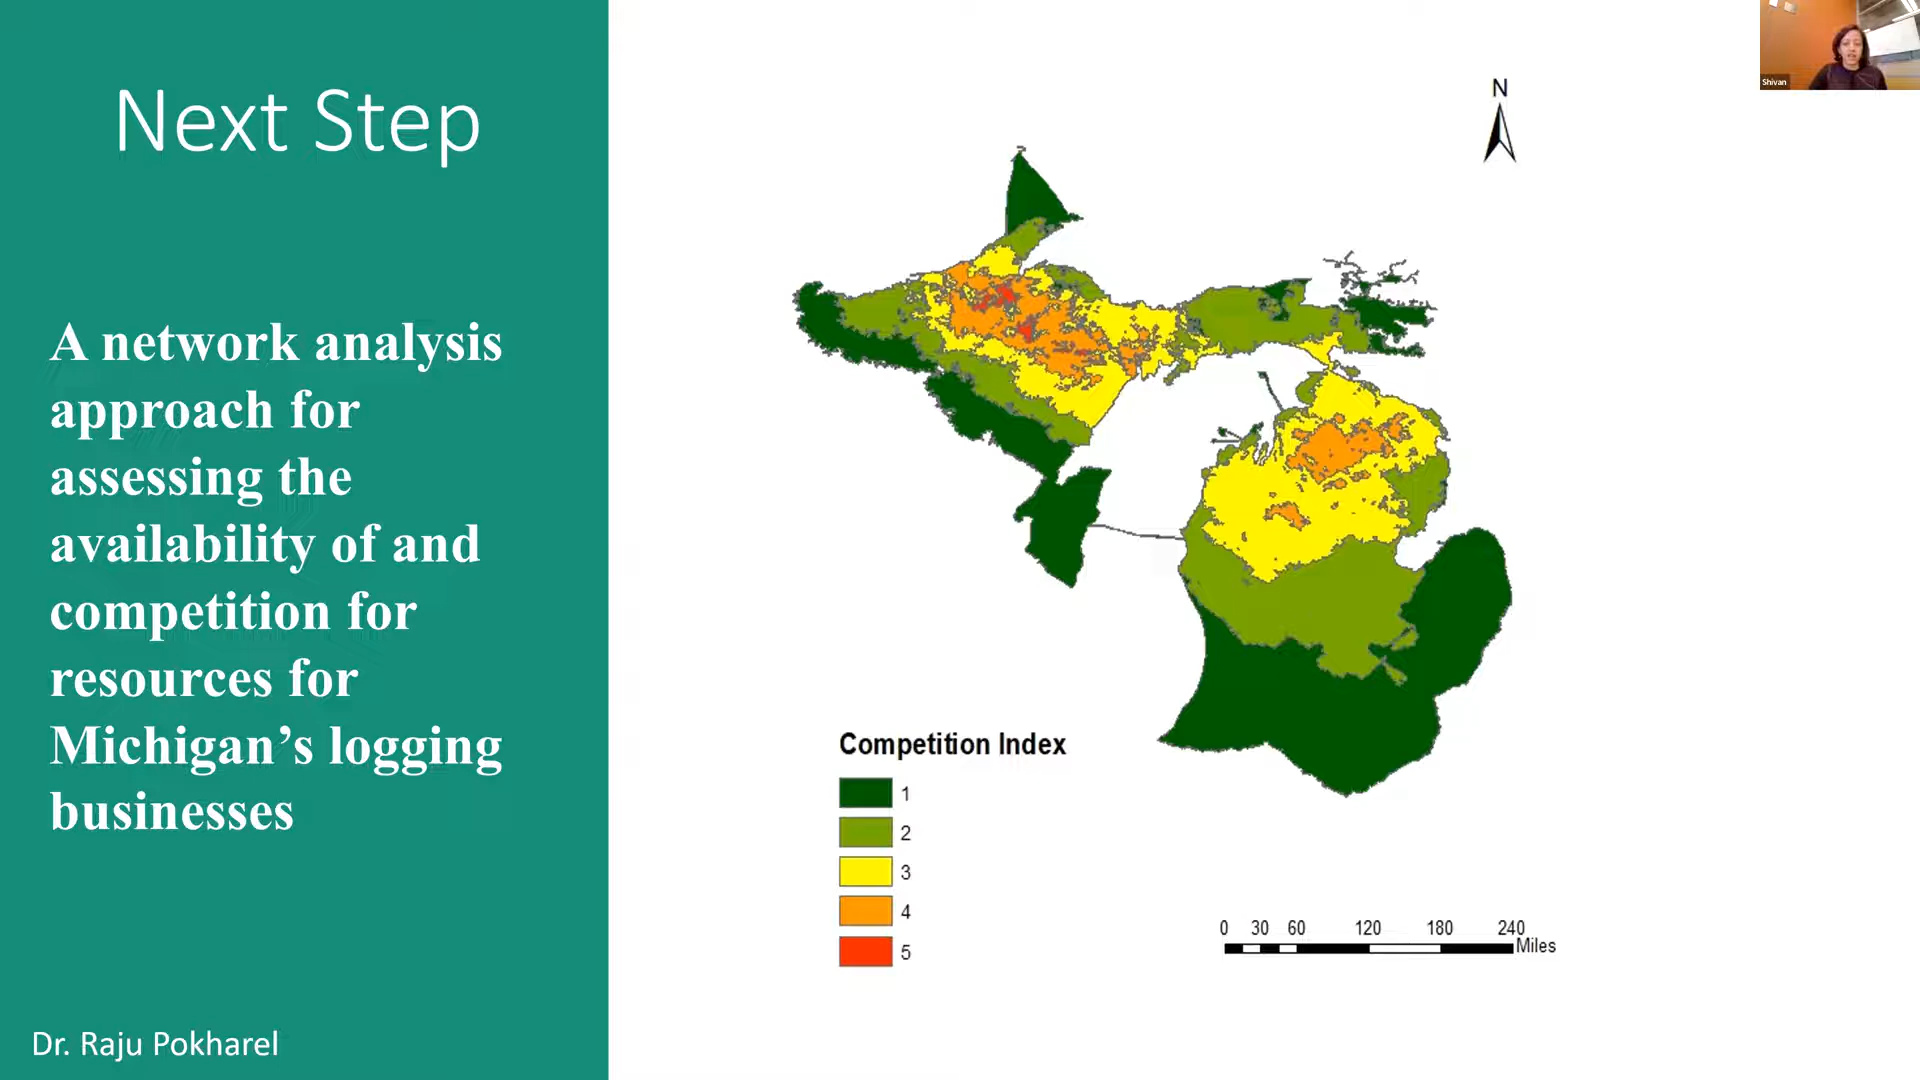 Next Step
A network analysis
approach for
assessing the
availability of and
competition for
resources for
Michigan’s logging
businesses
Dr. Raju Pokharel
N
Competition Index
1
2
3
4
5
0 30 60 120 180 240
Miles
Shivan